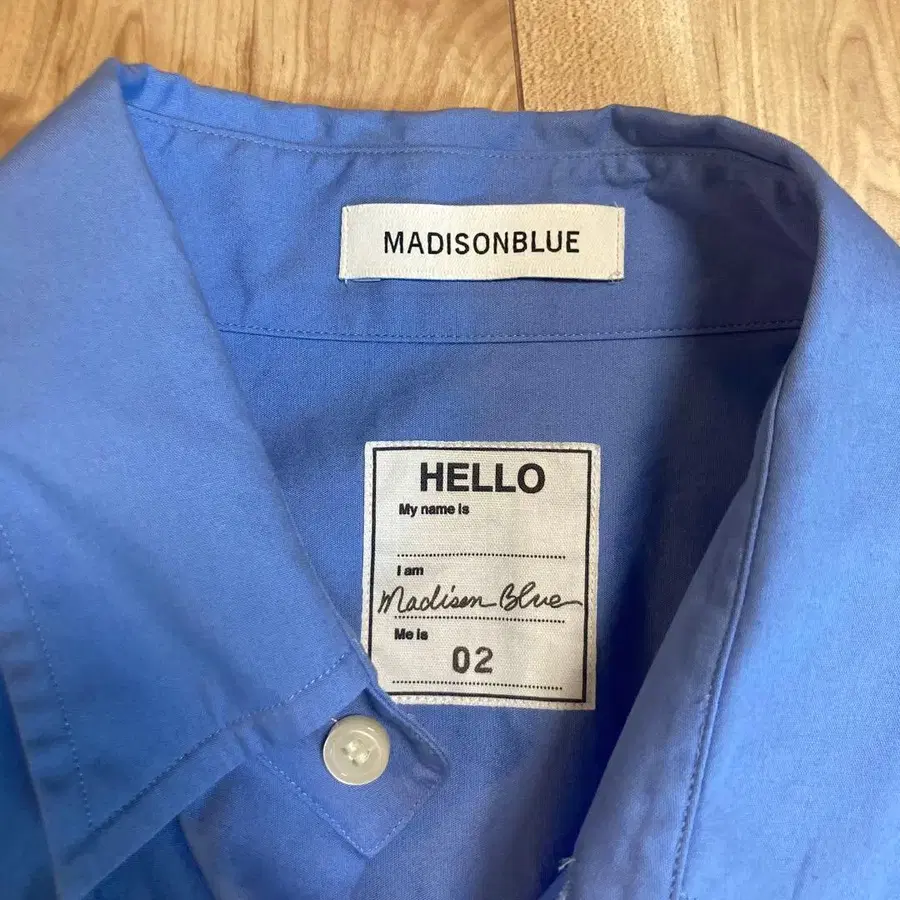 MADISONBLUE
HELLO
My name is
I am
Madison Blue
Me is
02